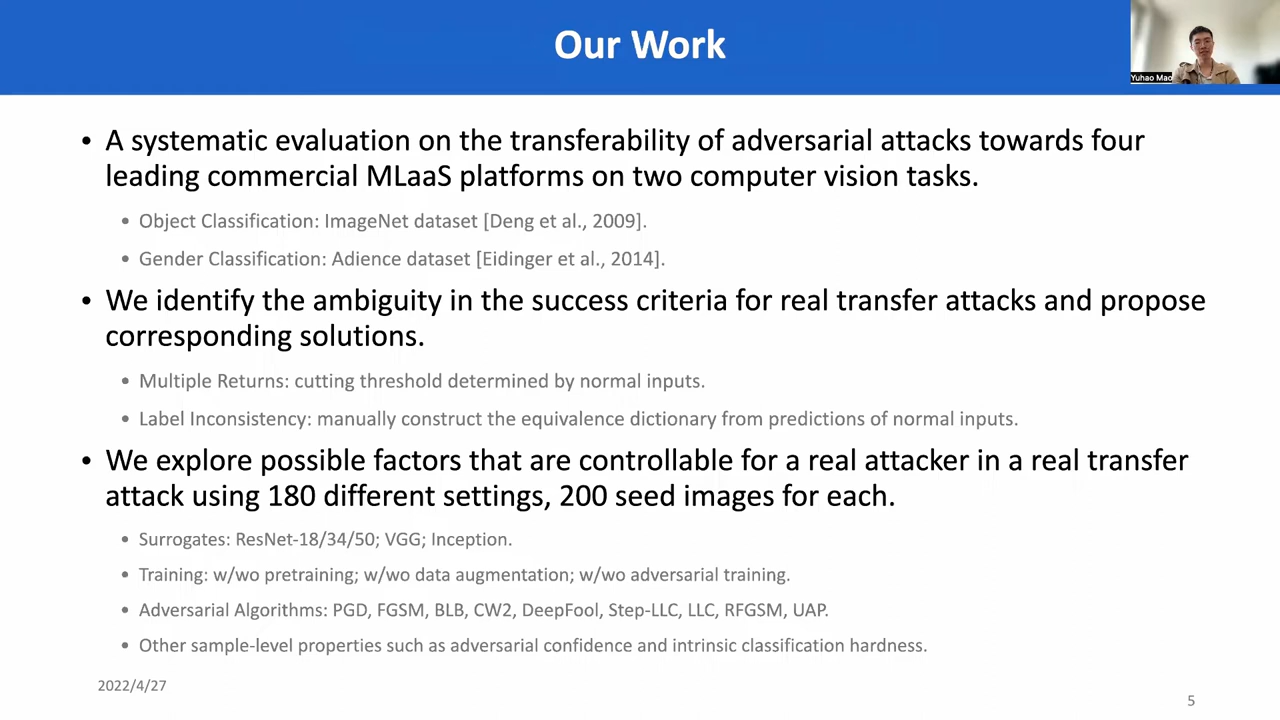 Our Work
Yuhao Mao
• A systematic evaluation on the transferability of adversarial attacks towards four
leading commercial MLaaS platforms on two computer vision tasks.
• Object Classification: ImageNet dataset [Deng et al., 2009].
• Gender Classification: Adience dataset [Eidinger et al., 2014].
• We identify the ambiguity in the success criteria for real transfer attacks and propose
corresponding solutions.
• Multiple Returns: cutting threshold determined by normal inputs.
• Label Inconsistency: manually construct the equivalence dictionary from predictions of normal inputs.
• We explore possible factors that are controllable for a real attacker in a real transfer
attack using 180 different settings, 200 seed images for each.
• Surrogates: ResNet-18/34/50; VGG; Inception.
• Training: w/wo pretraining; w/wo data augmentation; w/wo adversarial training.
• Adversarial Algorithms: PGD, FGSM, BLB, CW2, DeepFool, Step-LLC, LLC, RFGSM, UAP.
• Other sample-level properties such as adversarial confidence and intrinsic classification hardness.
2022/4/27
5